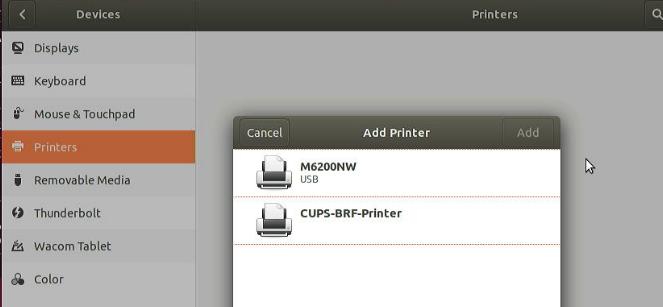 Devices
Printers
Displays
Keyboard
Mouse & Touchpad
Printers
Removable Media
Thunderbolt
Wacom Tablet
Color
Cancel
Add Printer
Add
M6200NW
USB
CUPS-BRF-Printer